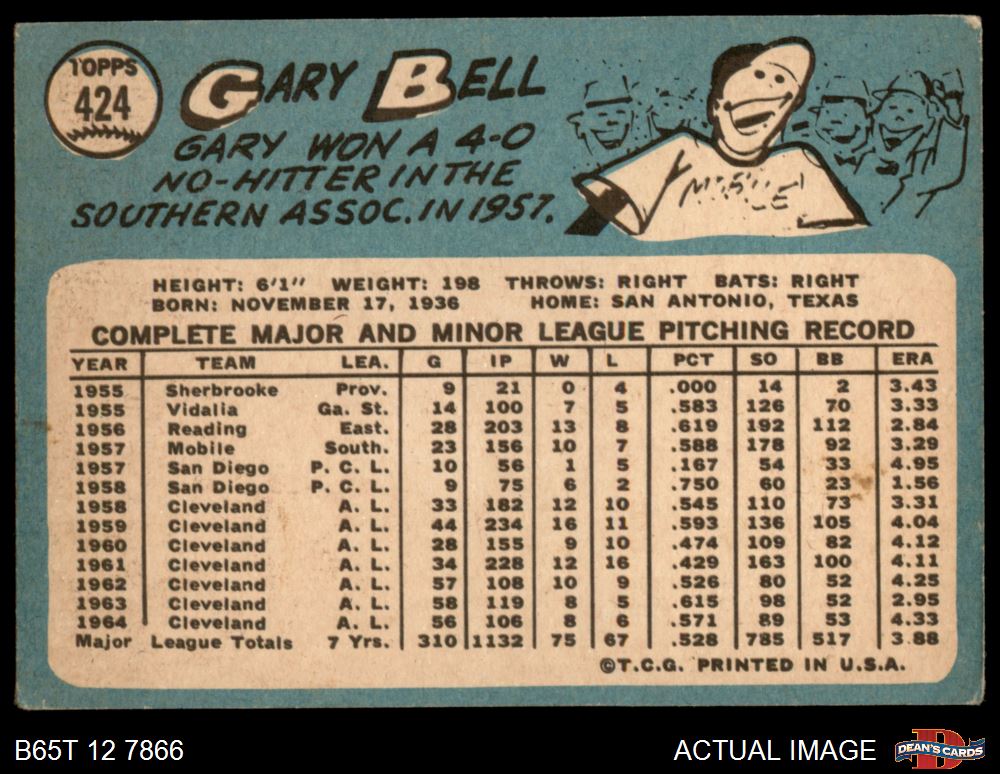 TOPPS
424
GARY BELL
GARY WON A 4-0
NO-HITTER IN THE
SOUTHERN ASSOC. IN 1957.
MOBILE
HEIGHT: 6'1" WEIGHT: 198 THROWS: RIGHT BATS: RIGHT
BORN: NOVEMBER 17, 1936 HOME: SAN ANTONIO, TEXAS
COMPLETE MAJOR AND MINOR LEAGUE PITCHING RECORD
YEAR TEAM LEA. G IP W L PCT SO BB ERA
1955 Sherbrooke Prov. 9 21 0 4 .000 14 2 3.43
1955 Vidalia Ga. St. 14 100 7 5 .583 126 70 3.33
1956 Reading East. 28 203 13 8 .619 192 112 2.84
1957 Mobile South. 23 156 10 7 .588 178 92 3.29
1957 San Diego P. C. L. 10 56 1 5 .167 54 33 4.95
1958 San Diego P. C. L. 9 75 6 2 .750 60 23 1.56
1958 Cleveland A. L. 33 182 12 10 .545 110 73 3.31
1959 Cleveland A. L. 44 234 16 11 .593 136 105 4.04
1960 Cleveland A. L. 28 155 9 10 .474 109 82 4.12
1961 Cleveland A. L. 34 228 12 16 .429 163 100 4.11
1962 Cleveland A. L. 57 108 10 9 .526 80 52 4.25
1963 Cleveland A. L. 58 119 8 5 .615 98 52 2.95
1964 Cleveland A. L. 56 106 8 6 .571 89 53 4.33
Major League Totals 7 Yrs. 310 1132 75 67 .528 785 517 3.88
©T.C.G. PRINTED IN U.S.A.
B65T 12 7866
ACTUAL IMAGE
DEAN'S CARDS